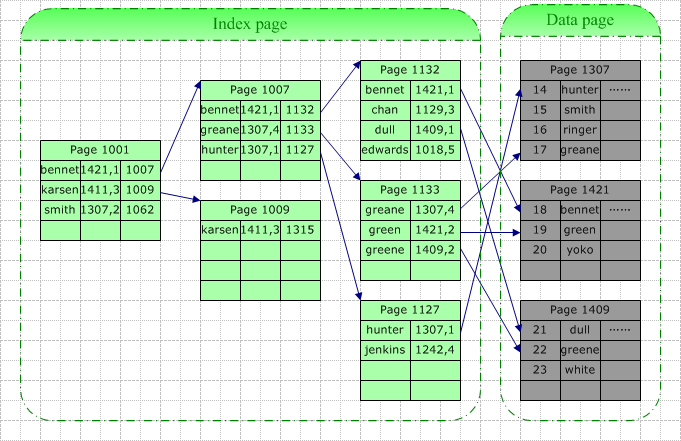 Index page
Data page
Page 1001
bennet 1421,1 1007
karsen 1411,3 1009
smith 1307,2 1062
Page 1007
bennet 1421,1 1132
greane 1307,4 1133
hunter 1307,1 1127
Page 1009
karsen 1411,3 1315
Page 1132
bennet 1421,1
chan 1129,3
dull 1409,1
edwards 1018,5
Page 1133
greane 1307,4
green 1421,2
greene 1409,2
Page 1127
hunter 1307,1
jenkins 1242,4
Page 1307
14 hunter ······
15 smith
16 ringer
17 greane
Page 1421
18 bennet ······
19 green
20 yoko
Page 1409
21 dull ······
22 greene
23 white